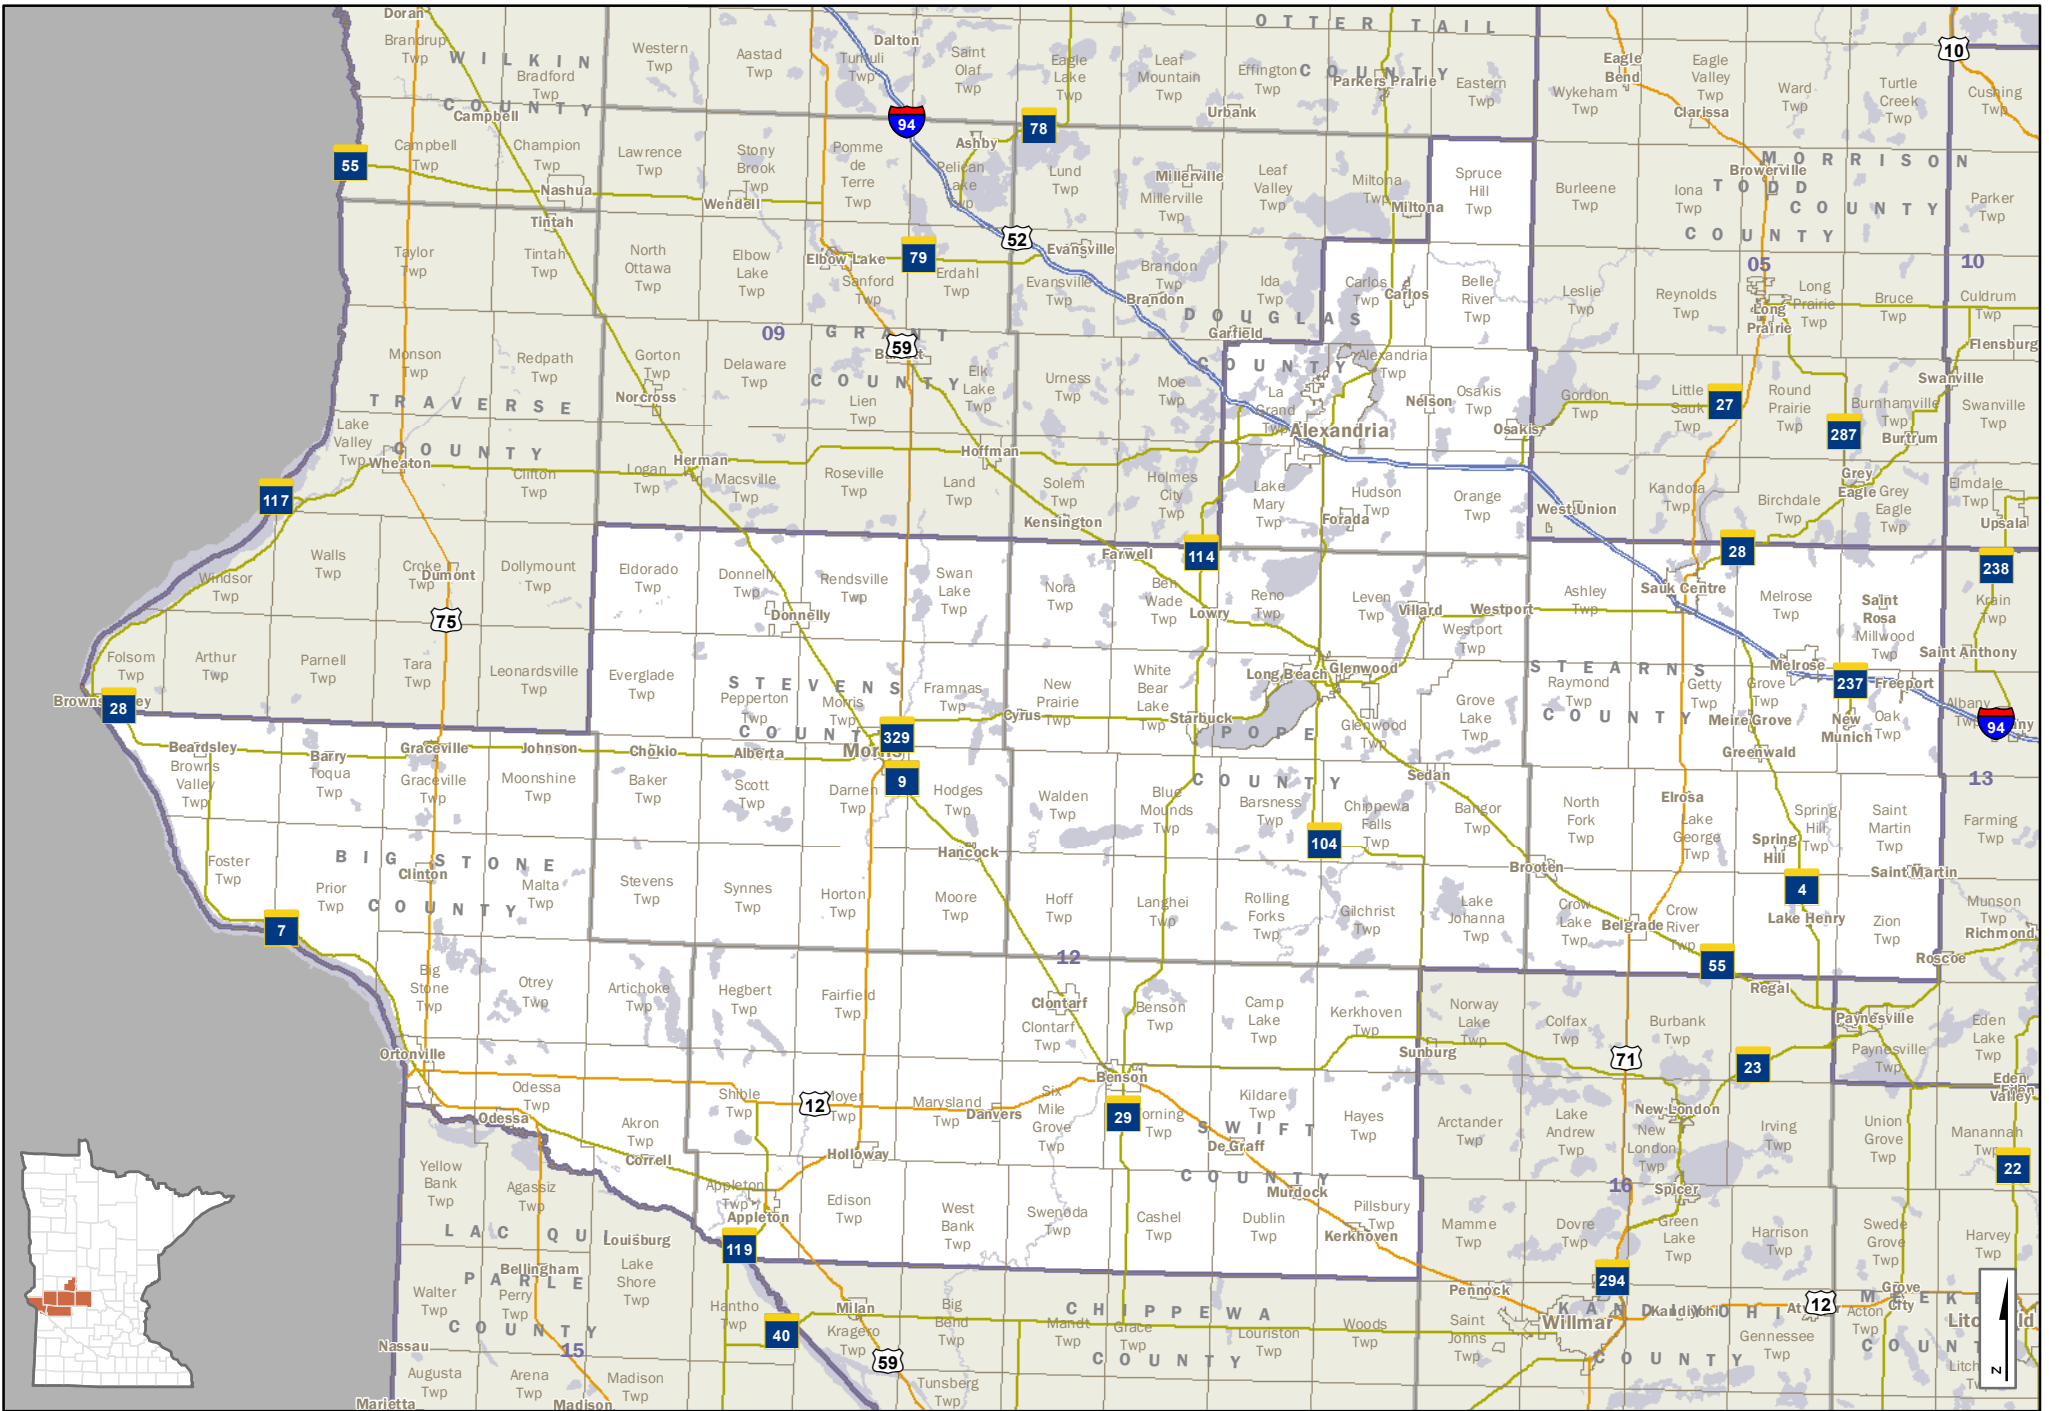 Doran
Brandrup
Twp
W I L K I N
C O U N T Y
Bradford
Twp
Campbell
Western
Twp
Aastad
Twp
Tumuli
Twp
Dalton
Saint
Olaf
Twp
Eagle
Lake
Twp
Leaf
Mountain
Twp
Effington
Twp
O T T E R T A I L
C O U N T Y
Parkers Prairie
Eastern
Twp
Urbank
Eagle
Bend
Wykeham
Twp
Eagle
Valley
Twp
Clarissa
Ward
Twp
Turtle
Creek
Twp
10
Cushing
Twp
55
Campbell
Twp
Champion
Twp
Nashua
Tintah
Lawrence
Twp
Stony
Brook
Twp
Wendell
Pomme
de
Terre
Twp
94
Ashby
Pelican
Lake
Twp
78
Lund
Twp
Millerville
Millerville
Twp
Leaf
Valley
Twp
Miltona
Twp
Miltona
Spruce
Hill
Twp
Burleene
Twp
Iona
Twp
M O R R I S O N
C O U N T Y
Browerville
T O D D
C O U N T Y
Parker
Twp
Taylor
Twp
Tintah
Twp
North
Ottawa
Twp
Elbow
Lake
Twp
Elbow Lake
79
Sanford
Twp
Erdahl
Twp
52
Evansville
Evansville
Twp
Brandon
Twp
Brandon
Ida
Twp
Carlos
Twp
Carlos
Belle
River
Twp
Leslie
Twp
Reynolds
Twp
05
Long
Prairie
Long
Prairie
Twp
Bruce
Twp
10
Culdrum
Twp
Flensburg
Monson
Twp
Redpath
Twp
Gorton
Twp
Norcross
Delaware
Twp
09
G R A N T
C O U N T Y
59
Lien
Twp
Elk
Lake
Twp
Urness
Twp
Moe
Twp
D O U G L A S
C O U N T Y
Garfield
La
Grand
Twp
Alexandria
Twp
Alexandria
Nelson
Osakis
Twp
Osakis
Gordon
Twp
Little
Sauk
Twp
27
Round
Prairie
Twp
287
Burnhamville
Twp
Burtrum
Swanville
Swanville
Twp
T R A V E R S E
C O U N T Y
Lake
Valley
Twp
Wheaton
Clifton
Twp
Logan
Twp
Herman
Macsville
Twp
Roseville
Twp
Hoffman
Land
Twp
Solem
Twp
Kensington
Holmes
City
Twp
Lake
Mary
Twp
Hudson
Twp
Forada
Orange
Twp
West Union
Kandota
Twp
Birchdale
Twp
Grey
Eagle
Grey
Eagle
Twp
Elmdale
Twp
Upsala
117
Windsor
Twp
Walls
Twp
Croke
Twp
Dumont
Dollymount
Twp
Eldorado
Twp
Donnelly
Twp
Donnelly
Rendsville
Twp
Swan
Lake
Twp
Nora
Twp
Farwell
114
Ben
Wade
Twp
Lowry
Reno
Twp
Leven
Twp
Villard
Westport
Westport
Twp
Ashley
Twp
Sauk Centre
28
Melrose
Twp
Saint
Rosa
Millwood
Twp
238
Krain
Twp
75
Folsom
Twp
Arthur
Twp
Parnell
Twp
Tara
Twp
Leonardsville
Twp
Everglade
Twp
S T E V E N S
Pepperton
Twp
Morris
Twp
Framnas
Twp
Cyrus
New
Prairie
Twp
White
Bear
Lake
Twp
Starbuck
Long Beach
Glenwood
Glenwood
Twp
P O P E
C O U N T Y
Grove
Lake
Twp
S T E A R N S
C O U N T Y
Raymond
Twp
Getty
Twp
Grove
Twp
Meire Grove
Greenwald
Melrose
237
New
Munich
Freeport
Oak
Twp
Saint Anthony
Albany
Twp
94
13
28
329
9
Beardsley
Browns
Valley
Twp
Barry
Toqua
Twp
Graceville
Graceville
Twp
Johnson
Moonshine
Twp
Chokio
Baker
Twp
Alberta
Scott
Twp
Darnen
Twp
Hodges
Twp
Hancock
Walden
Twp
Blue
Mounds
Twp
Barsness
Twp
104
Chippewa
Falls
Twp
Sedan
Bangor
Twp
North
Fork
Twp
Elrosa
Lake
George
Twp
Spring
Hill
Spring
Hill
Twp
Saint
Martin
Twp
Saint Martin
Farming
Twp
Foster
Twp
B I G S T O N E
C O U N T Y
Prior
Twp
Clinton
Malta
Twp
Stevens
Twp
Synnes
Twp
Horton
Twp
Moore
Twp
Hoff
Twp
Langhei
Twp
Rolling
Forks
Twp
Gilchrist
Twp
Lake
Johanna
Twp
Brooten
Crow
Lake
Twp
Belgrade
Crow
River
Twp
4
Lake Henry
Zion
Twp
Munson
Twp
Richmond
Roscoe
7
Big
Stone
Twp
Otrey
Twp
Artichoke
Twp
Hegbert
Twp
Fairfield
Twp
12
Clontarf
Clontarf
Twp
Benson
Twp
Camp
Lake
Twp
Kerkhoven
Twp
Sunburg
Norway
Lake
Twp
Colfax
Twp
Burbank
Twp
55
Regal
Paynesville
Paynesville
Twp
Eden
Lake
Twp
Eden
Valley
Ortonville
Odessa
Twp
Odessa
Akron
Twp
Correll
Shible
Twp
12
Moyer
Twp
Marysland
Twp
Danvers
Six
Mile
Grove
Twp
Benson
29
Kildare
Twp
De Graff
S W I F T
C O U N T Y
Hayes
Twp
Arctander
Twp
71
Lake
Andrew
Twp
New London
New
London
Twp
23
Irving
Twp
Union
Grove
Twp
Manannah
Twp
22
Yellow
Bank
Twp
Agassiz
Twp
Holloway
Appleton
Twp
Appleton
Edison
Twp
West
Bank
Twp
Swenoda
Twp
Cashel
Twp
Dublin
Twp
Murdock
Pillsbury
Twp
Kerkhoven
Mamme
Twp
Dovre
Twp
16
Spicer
Green
Lake
Twp
Harrison
Twp
Swede
Grove
Twp
Harvey
Twp
Louisburg
P A R L E
C O U N T Y
Walter
Twp
Bellingham
Perry
Twp
Lake
Shore
Twp
119
Hantho
Twp
40
Milan
Kragero
Twp
Big
Bend
Twp
C H I P P E W A
C O U N T Y
Mandt
Twp
Grace
Twp
Louriston
Twp
Woods
Twp
Pennock
Saint
Johns
Twp
Willmar
294
K A N D I Y O H I
C O U N T Y
Kandiyohi
12
Gennessee
Twp
Acton
Twp
Grove
City
Nassau
15
Augusta
Twp
Arena
Twp
Madison
Twp
Marietta
Madison
59
Tunsberg
Twp
N